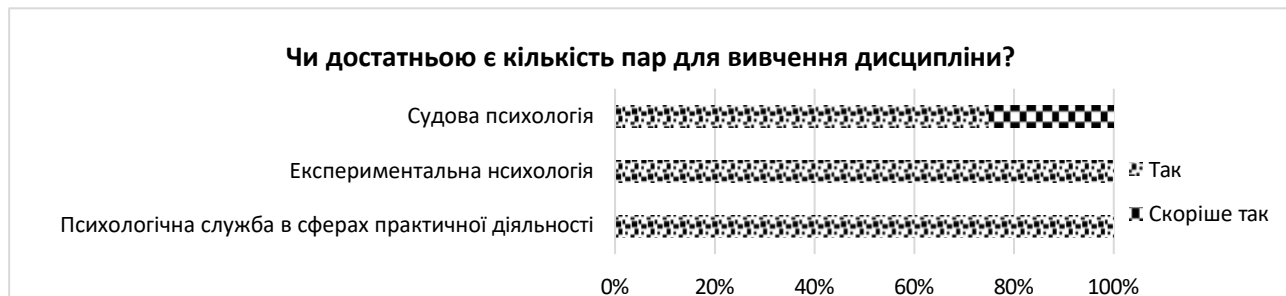 Чи достатньою є кількість пар для вивчення дисципліни?
Судова психологія
Експериментальна нсихологія
Психологічна служба в сферах практичної діяльності
Так
Скоріше так
0% 20% 40% 60% 80% 100%